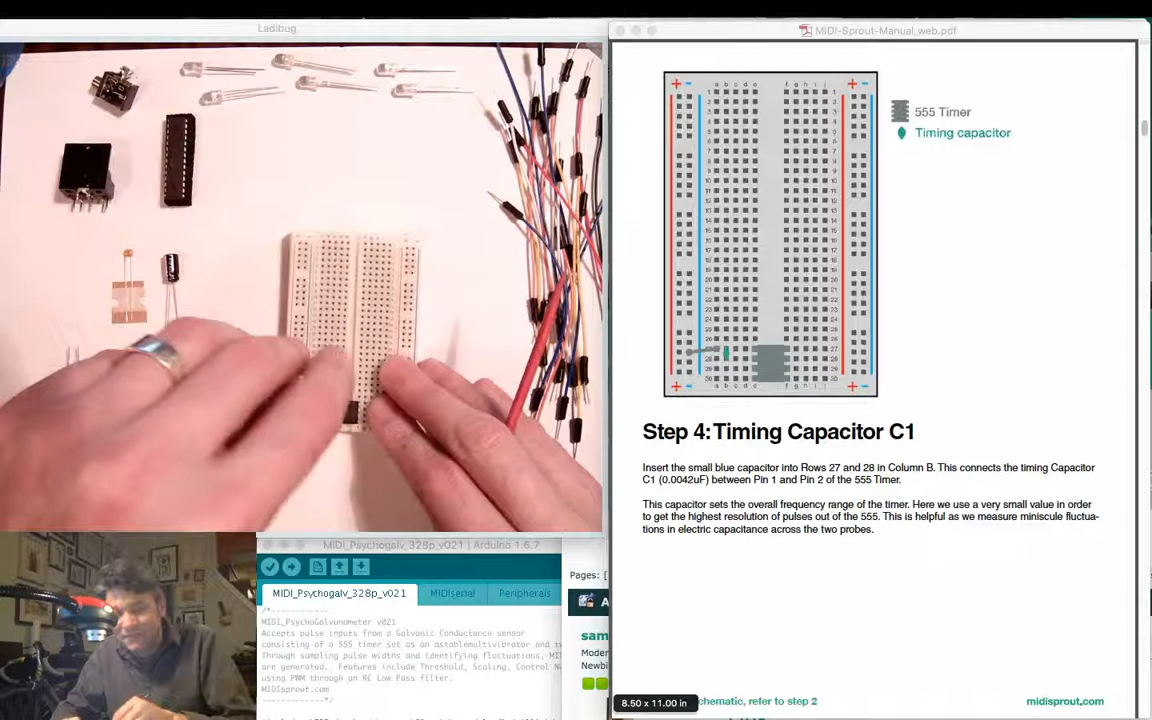 Ladibug
MIDI-Sprout-Manual_web.pdf
555 Timer
Timing capacitor
Step 4: Timing Capacitor C1
Insert the small blue capacitor into Rows 27 and 28 in Column B. This connects the timing Capacitor
C1 (0.0042uF) between Pin 1 and Pin 2 of the 555 Timer.
This capacitor sets the overall frequency range of the timer. Here we use a very small value in order
to get the highest resolution of pulses out of the 555. This is helpful as we measure miniscule fluctua-
tions in electric capacitance across the two probes.
8.50 x 11.00 in
chematic, refer to step 2
midisprout.com
MIDI_Psychogalv_328p_v021 | Arduino 1.6.7
MIDI_Psychogalv_328p_v021
MIDIserial
Peripherals
/*------------
MIDI_PsychoGalvanometer v021
Accepts pulse inputs from a Galvanic Conductance sensor
consisting of a 555 timer set as an astablemultivibrator and tw
Through sampling pulse widths and identifying fluctuations, MI
are generated.  Features include Threshold, Scaling, Control N
using PWM through an RC Low Pass filter.
MIDIsprout.com
-------------*/
Pages: [
A
sam
Moder
Newbi